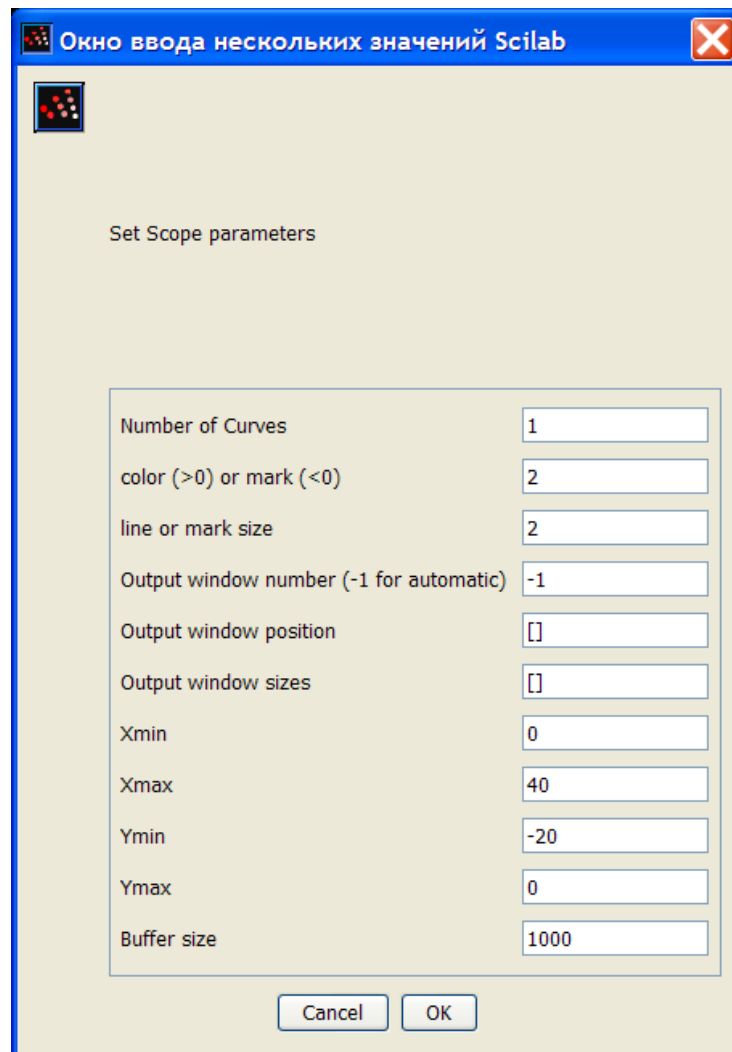 Окно ввода нескольких значений Scilab
Set Scope parameters
Number of Curves 1
color (>0) or mark (<0) 2
line or mark size 2
Output window number (-1 for automatic) -1
Output window position []
Output window sizes []
Xmin 0
Xmax 40
Ymin -20
Ymax 0
Buffer size 1000
Cancel OK